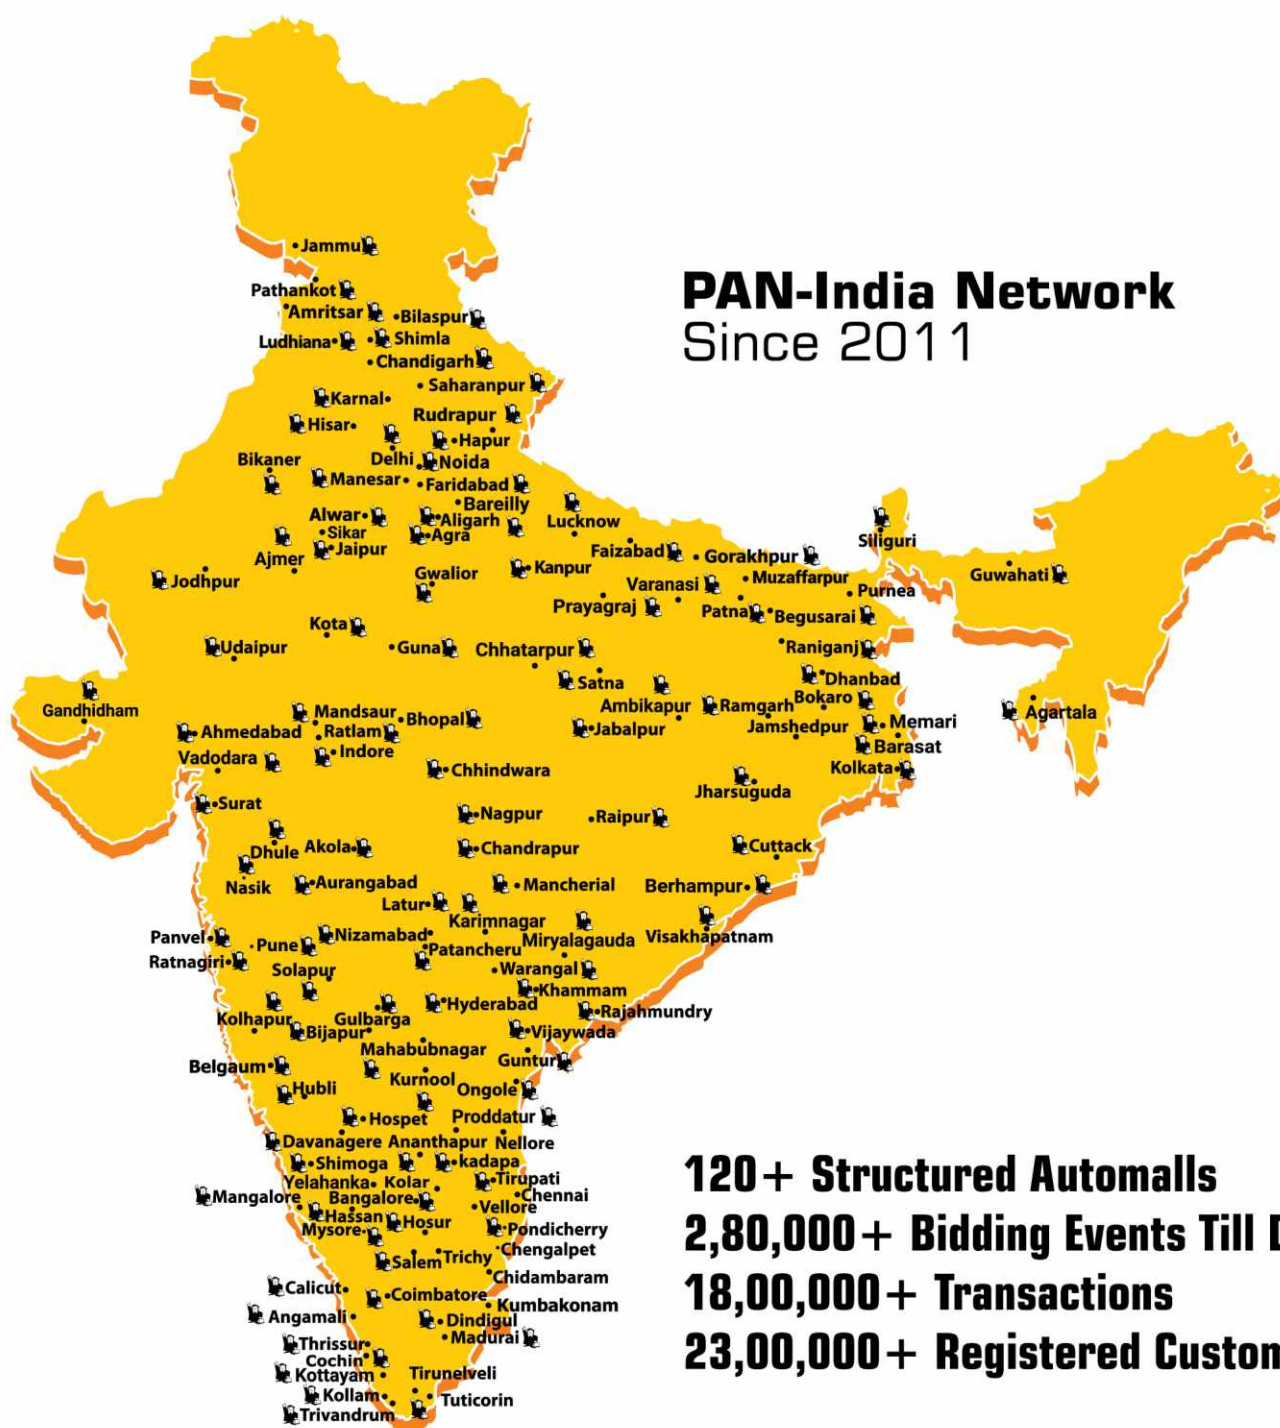 Jammu
Pathankot
Amritsar
Bilaspur
Ludhiana
Shimla
Chandigarh
Saharanpur
Karnal
Rudrapur
Hisar
Hapur
Bikaner
Delhi
Noida
Manesar
Faridabad
Bareilly
Alwar
Aligarh
Lucknow
Sikar
Agra
Jaipur
Ajmer
Faizabad
Gorakhpur
Siliguri
Jodhpur
Gwalior
Kanpur
Varanasi
Muzaffarpur
Guwahati
Purnea
Prayagraj
Patna
Begusarai
Kota
Udaipur
Guna
Chhatarpur
Raniganj
Satna
Dhanbad
Gandhidham
Mandsaur
Bhopal
Ambikapur
Ramgarh
Bokaro
Agartala
Ahmedabad
Ratlam
Jabalpur
Jamshedpur
Memari
Vadodara
Indore
Barasat
Chhindwara
Kolkata
Surat
Jharsuguda
Nagpur
Raipur
Dhule
Akola
Chandrapur
Cuttack
Nasik
Aurangabad
Mancherial
Berhampur
Latur
Karimnagar
Panvel
Pune
Nizamabad
Patancheru
Miryalagauda
Visakhapatnam
Ratnagiri
Solapur
Warangal
Khammam
Hyderabad
Rajahmundry
Kolhapur
Gulbarga
Bijapur
Vijaywada
Mahabubnagar
Belgaum
Guntur
Hubli
Kurnool
Ongole
Hospet
Proddatur
Davanagere
Ananthapur
Nellore
Shimoga
kadapa
Yelahanka
Kolar
Tirupati
Mangalore
Bangalore
Chennai
Hassan
Vellore
Mysore
Hosur
Pondicherry
Salem
Trichy
Chengalpet
Chidambaram
Calicut
Coimbatore
Kumbakonam
Angamali
Dindigul
Thrissur
Madurai
Cochin
Kottayam
Tirunelveli
Kollam
Tuticorin
Trivandrum
PAN-India Network
Since 2011
120+ Structured Automalls
2,80,000+ Bidding Events Till
18,00,000+ Transactions
23,00,000+ Registered Custom